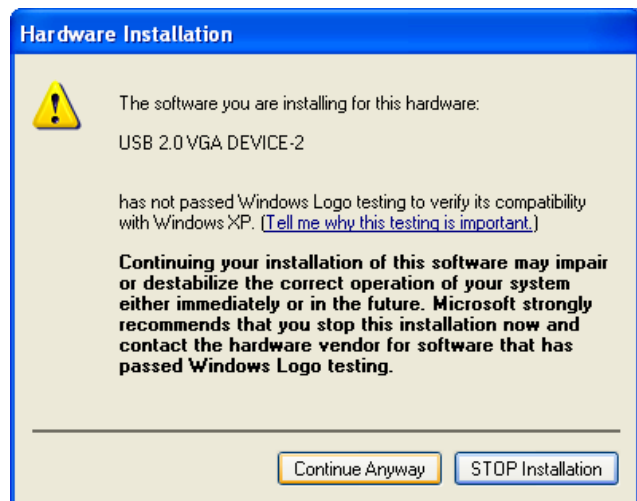 Hardware Installation
The software you are installing for this hardware:
USB 2.0 VGA DEVICE-2
has not passed Windows Logo testing to verify its compatibility
with Windows XP. (Tell me why this testing is important.)
Continuing your installation of this software may impair
or destabilize the correct operation of your system
either immediately or in the future. Microsoft strongly
recommends that you stop this installation now and
contact the hardware vendor for software that has
passed Windows Logo testing.
Continue Anyway
STOP Installation